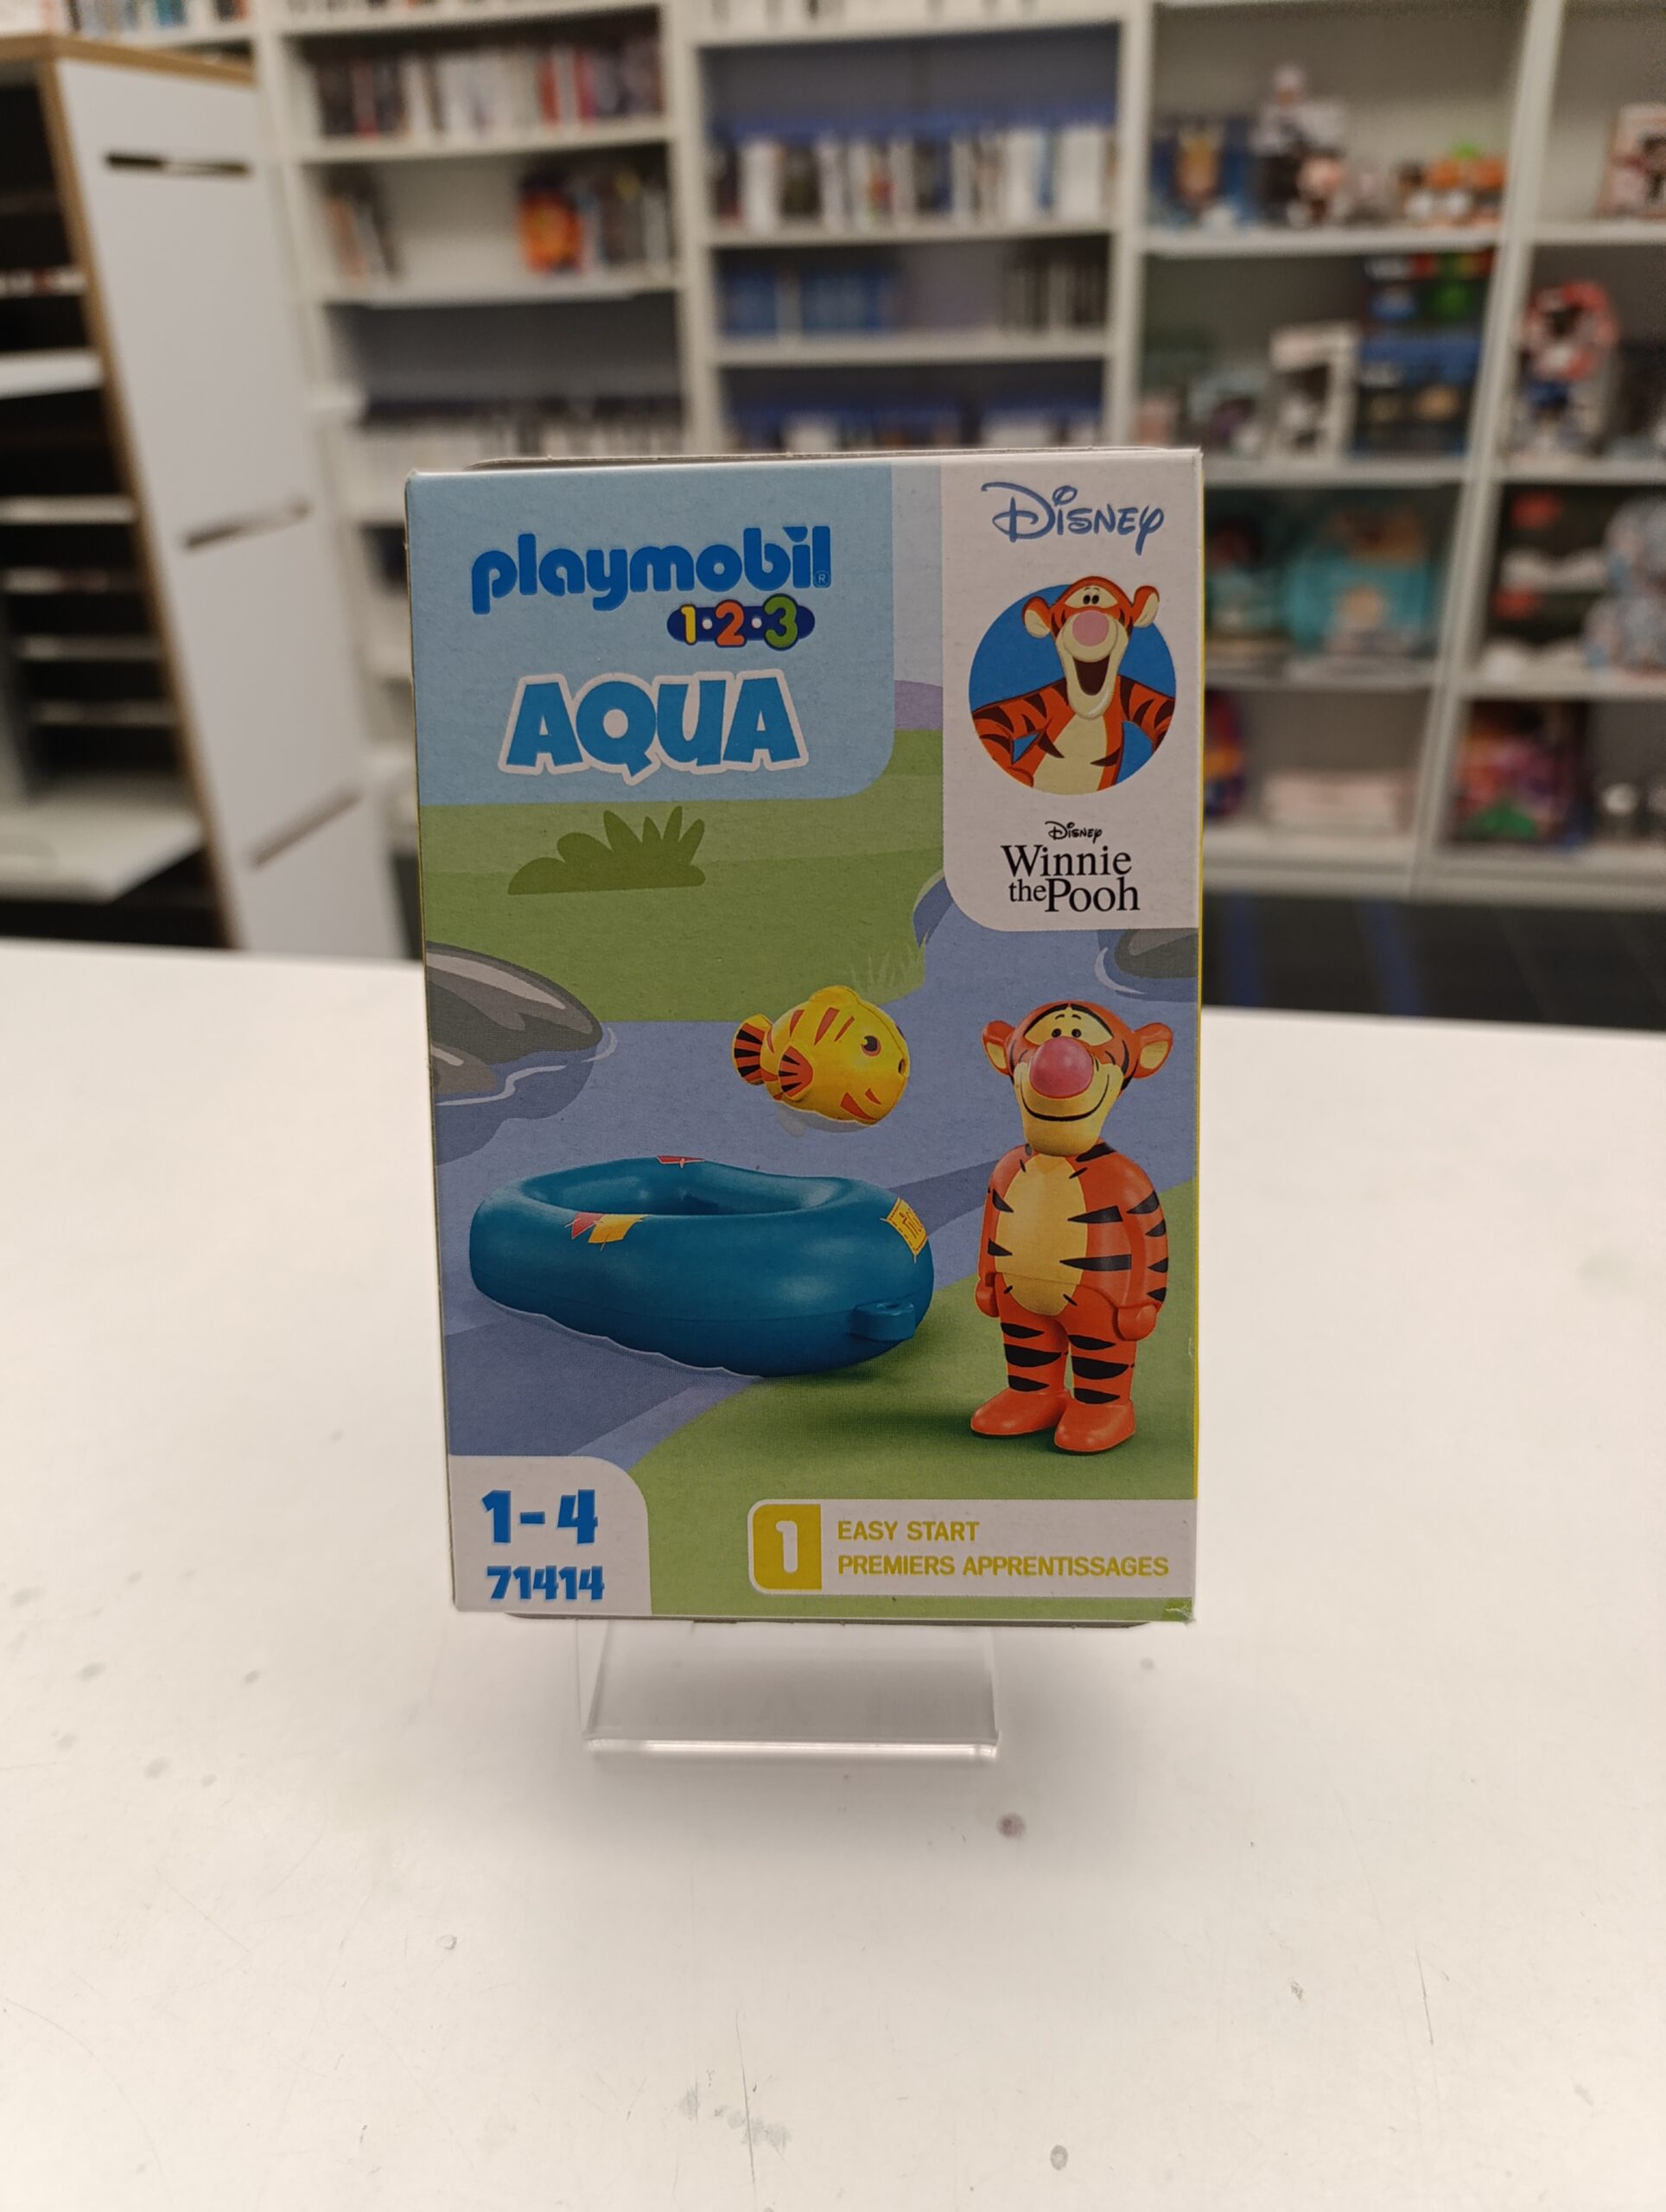 playmobil®
1•2•3
AQUA
Disney
Disney
Winnie
the Pooh
1-4
71414
1
EASY START
PREMIERS APPRENTISSAGES